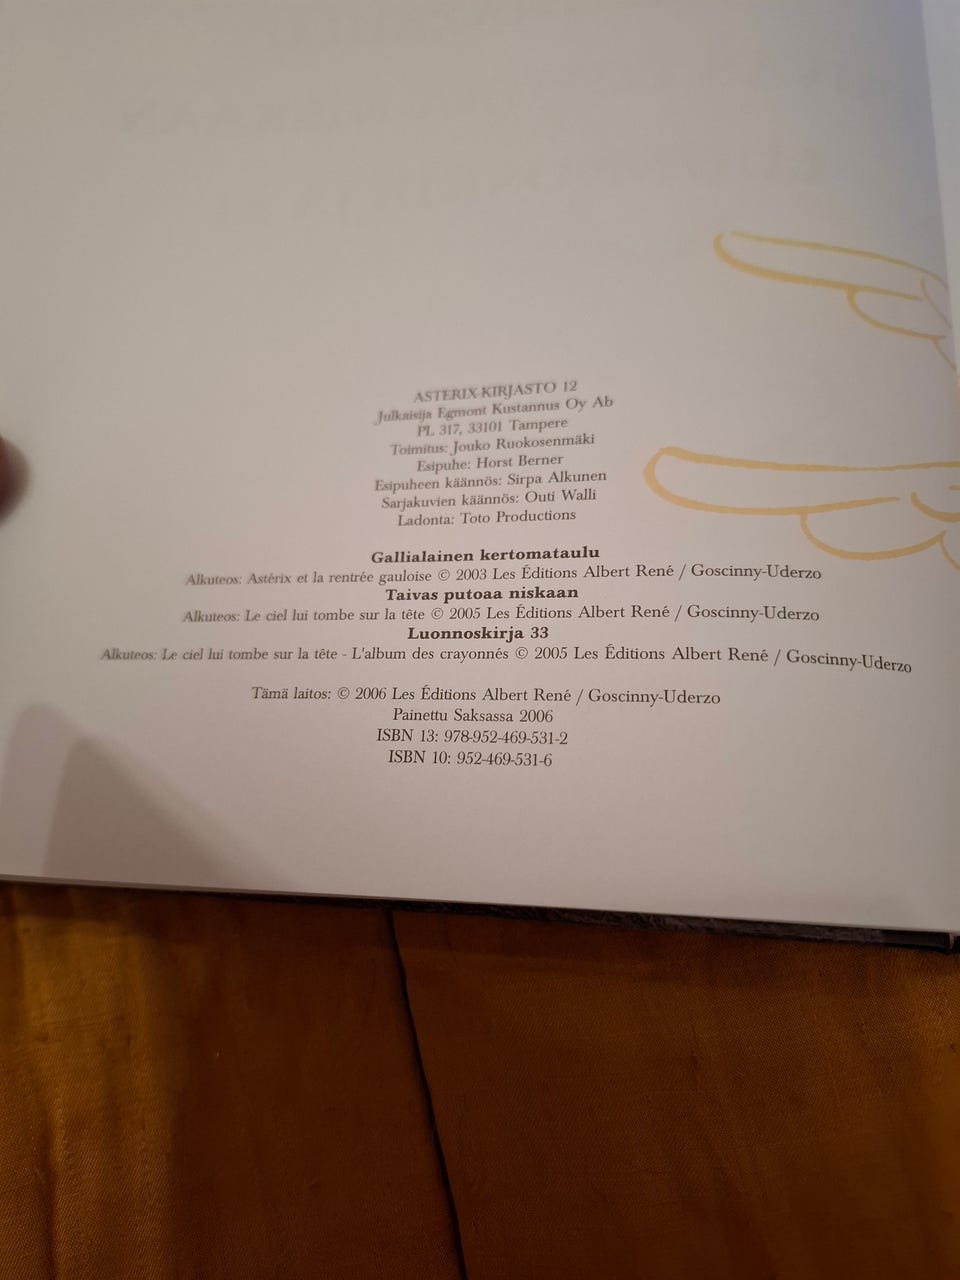 ASTERIX-KIRJASTO 12
Julkaisija Egmont Kustannus Oy Ab
PL 317, 33101 Tampere
Toimitus: Jouko Ruokosenmäki
Esipuhe: Horst Berner
Esipuheen käännös: Sirpa Alkunen
Sarjakuvien käännös: Outi Walli
Ladonta: Toto Productions
Gallialainen kertomataulu
Alkuteos: Astérix et la rentrée gauloise © 2003 Les Éditions Albert René / Goscinny-Uderzo
Taivas putoaa niskaan
Alkuteos: Le ciel lui tombe sur la tête © 2005 Les Éditions Albert René / Goscinny-Uderzo
Luonnoskirja 33
Alkuteos: Le ciel lui tombe sur la tête - L'album des crayonnés © 2005 Les Éditions Albert René / Goscinny-Uderzo
Tämä laitos: © 2006 Les Éditions Albert René / Goscinny-Uderzo
Painettu Saksassa 2006
ISBN 13: 978-952-469-531-2
ISBN 10: 952-469-531-6